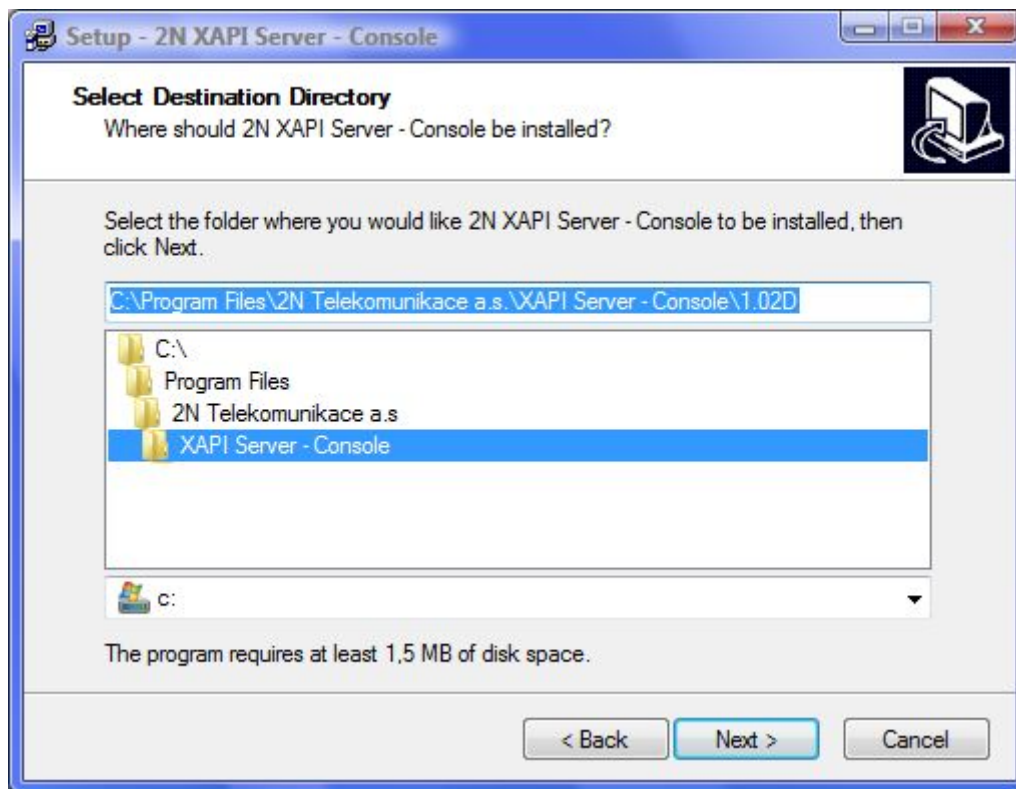 Setup - 2N XAPI Server - Console
Select Destination Directory
Where should 2N XAPI Server - Console be installed?
Select the folder where you would like 2N XAPI Server - Console to be installed, then
click Next.
C:\Program Files\2N Telekomunikace a.s.\XAPI Server - Console\1.02D
C:\
Program Files
2N Telekomunikace a.s
XAPI Server - Console
c:
The program requires at least 1,5 MB of disk space.
< Back
Next >
Cancel